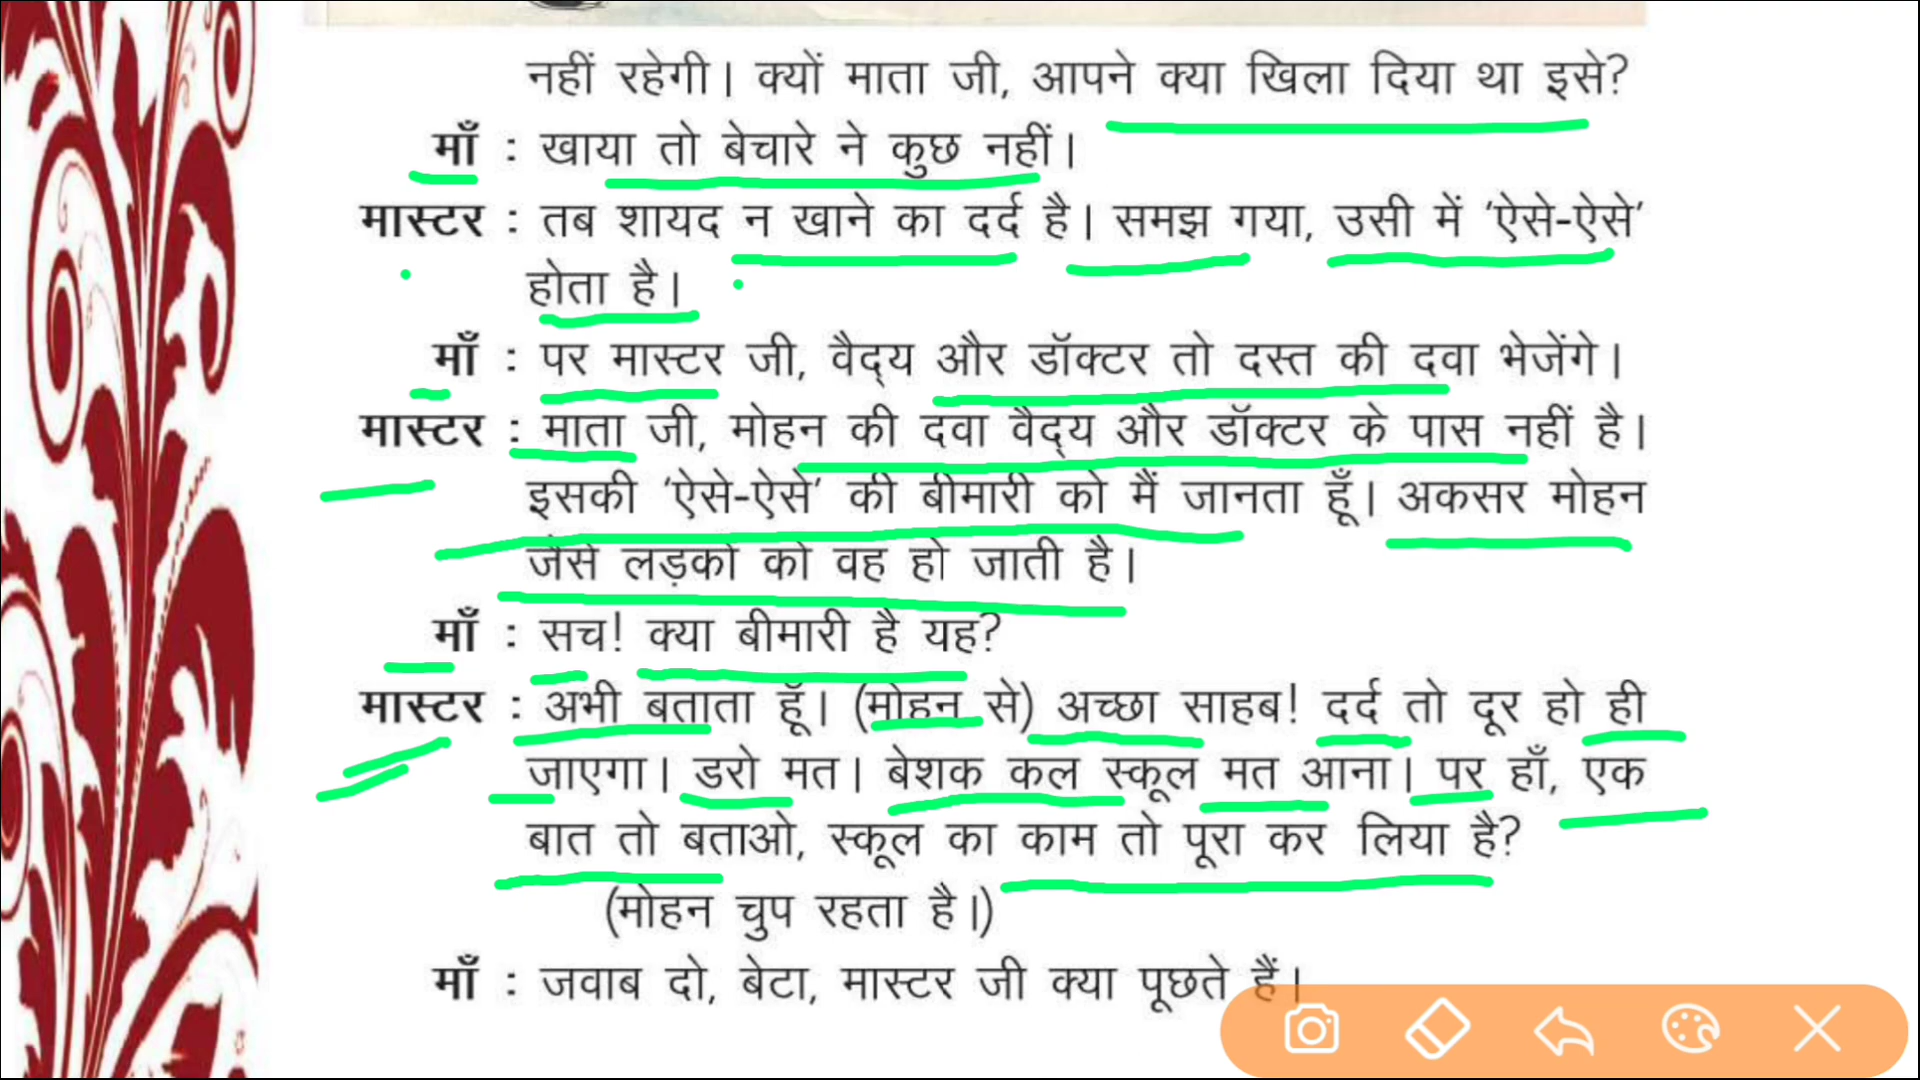 नहीं रहेगी। क्यों माता जी, आपने क्या खिला दिया था इसे?
माँ : खाया तो बेचारे ने कुछ नहीं।
मास्टर : तब शायद न खाने का दर्द है। समझ गया, उसी में ‘ऐसे-ऐसे’
होता है।
माँ : पर मास्टर जी, वैद्य और डॉक्टर तो दस्त की दवा भेजेंगे।
मास्टर : माता जी, मोहन की दवा वैद्य और डॉक्टर के पास नहीं है।
इसकी ‘ऐसे-ऐसे’ की बीमारी को मैं जानता हूँ। अकसर मोहन
जैसे लड़कों को वह हो जाती है।
माँ : सच! क्या बीमारी है यह?
मास्टर : अभी बताता हूँ। (मोहन से) अच्छा साहब! दर्द तो दूर हो ही
जाएगा। डरो मत। बेशक कल स्कूल मत आना। पर हाँ, एक
बात तो बताओ, स्कूल का काम तो पूरा कर लिया है?
(मोहन चुप रहता है।)
माँ : जवाब दो, बेटा, मास्टर जी क्या पूछते हैं।